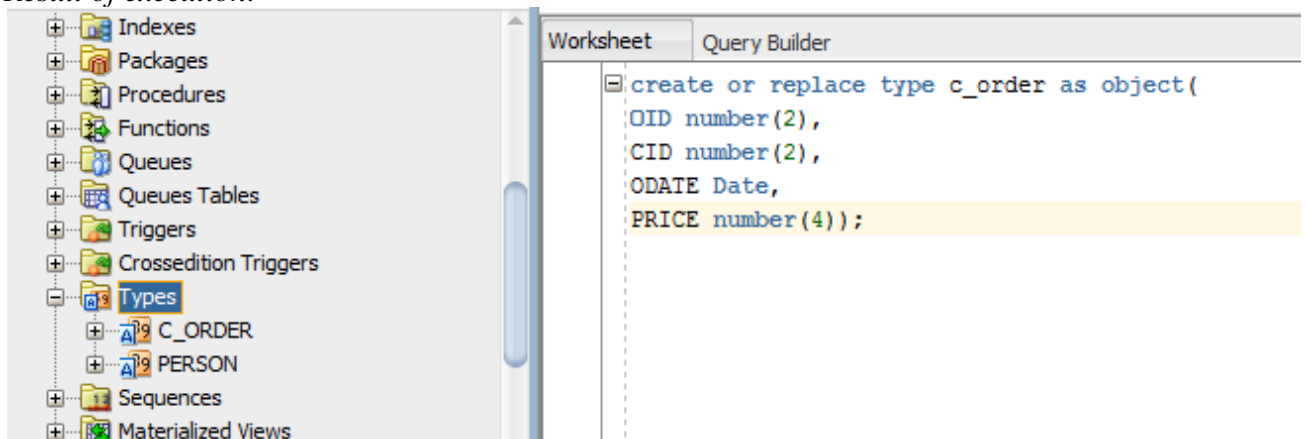 Result of execution:
Indexes
Packages
Procedures
Functions
Queues
Queues Tables
Triggers
Crossedition Triggers
Types
C_ORDER
PERSON
Sequences
Materialized Views
Worksheet Query Builder
create or replace type c_order as object(
OID number(2),
CID number(2),
ODATE Date,
PRICE number(4));